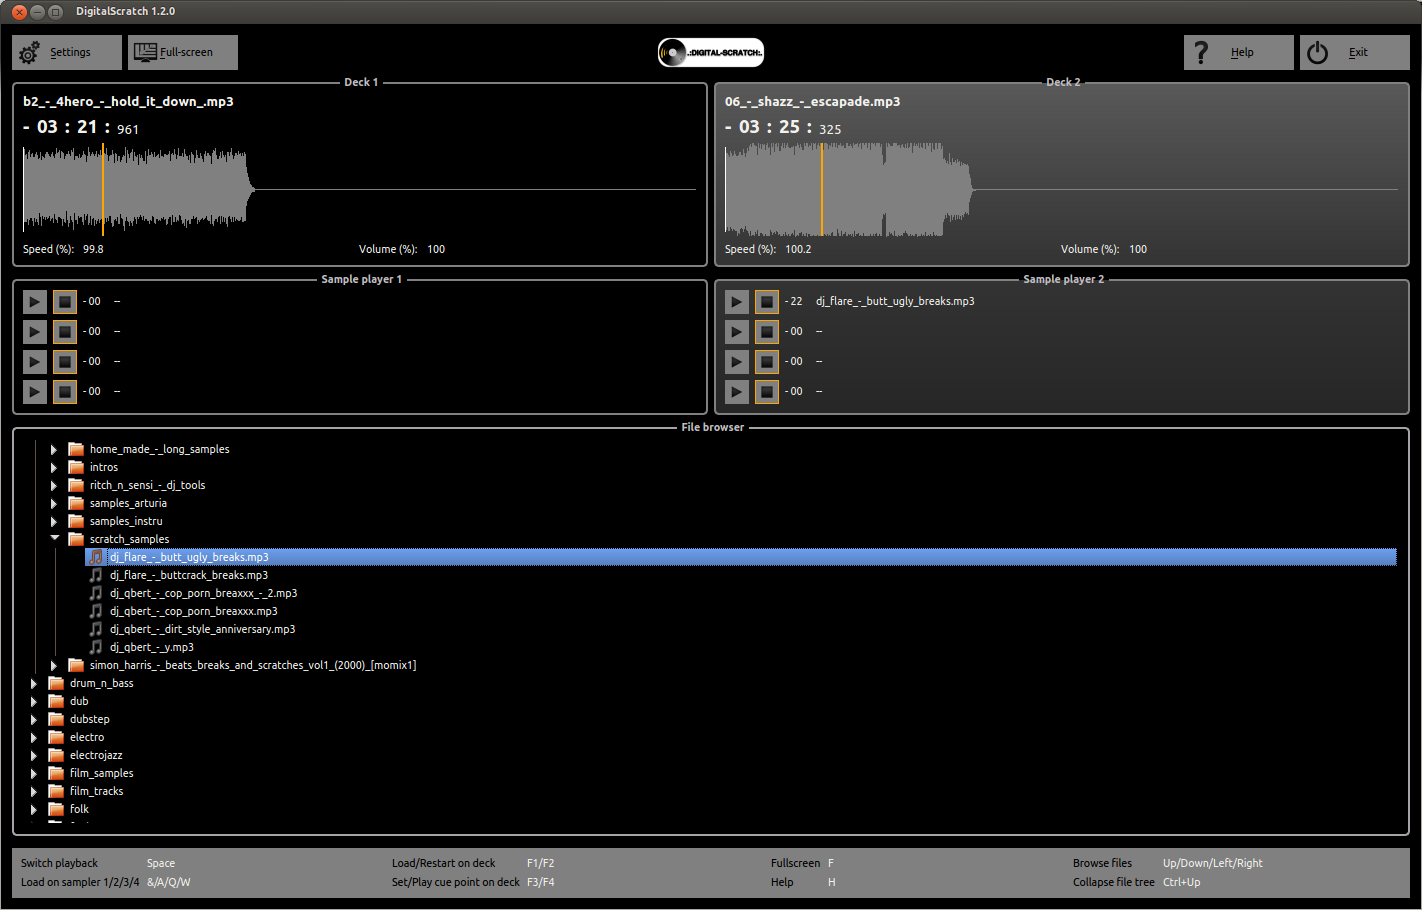 DigitalScratch 1.2.0
Settings
Full-screen
.:DIGITAL-SCRATCH:.
Help
Exit
Deck 1
b2_-_4hero_-_hold_it_down_.mp3
- 03 : 21 : 961
Speed (%): 99.8
Volume (%): 100
Deck 2
06_-_shazz_-_escapade.mp3
- 03 : 25 : 325
Speed (%): 100.2
Volume (%): 100
Sample player 1
- 00 --
- 00 --
- 00 --
- 00 --
Sample player 2
- 22 dj_flare_-_butt_ugly_breaks.mp3
- 00 --
- 00 --
- 00 --
File browser
home_made_-_long_samples
intros
ritch_n_sensi_-_dj_tools
samples_arturia
samples_instru
scratch_samples
dj_flare_-_butt_ugly_breaks.mp3
dj_flare_-_buttcrack_breaks.mp3
dj_qbert_-_cop_porn_breaxxx_-_2.mp3
dj_qbert_-_cop_porn_breaxxx.mp3
dj_qbert_-_dirt_style_anniversary.mp3
dj_qbert_-_y.mp3
simon_harris_-_beats_breaks_and_scratches_vol1_(2000)_[momix1]
drum_n_bass
dub
dubstep
electro
electrojazz
film_samples
film_tracks
folk
Switch playback Space
Load/Restart on deck F1/F2
Fullscreen F
Browse files Up/Down/Left/Right
Load on sampler 1/2/3/4 &/A/Q/W
Set/Play cue point on deck F3/F4
Help H
Collapse file tree Ctrl+Up